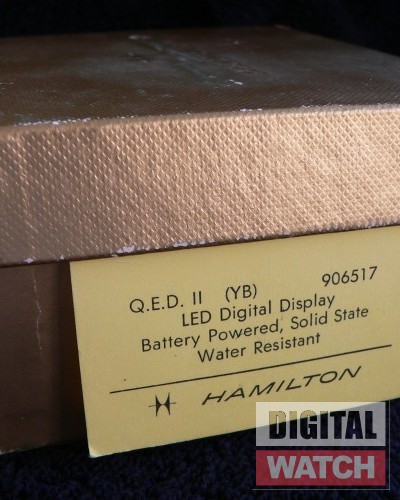 Q.E.D. II (YB) 906517
LED Digital Display
Battery Powered, Solid State
Water Resistant
HAMILTON
DIGITAL
WATCH